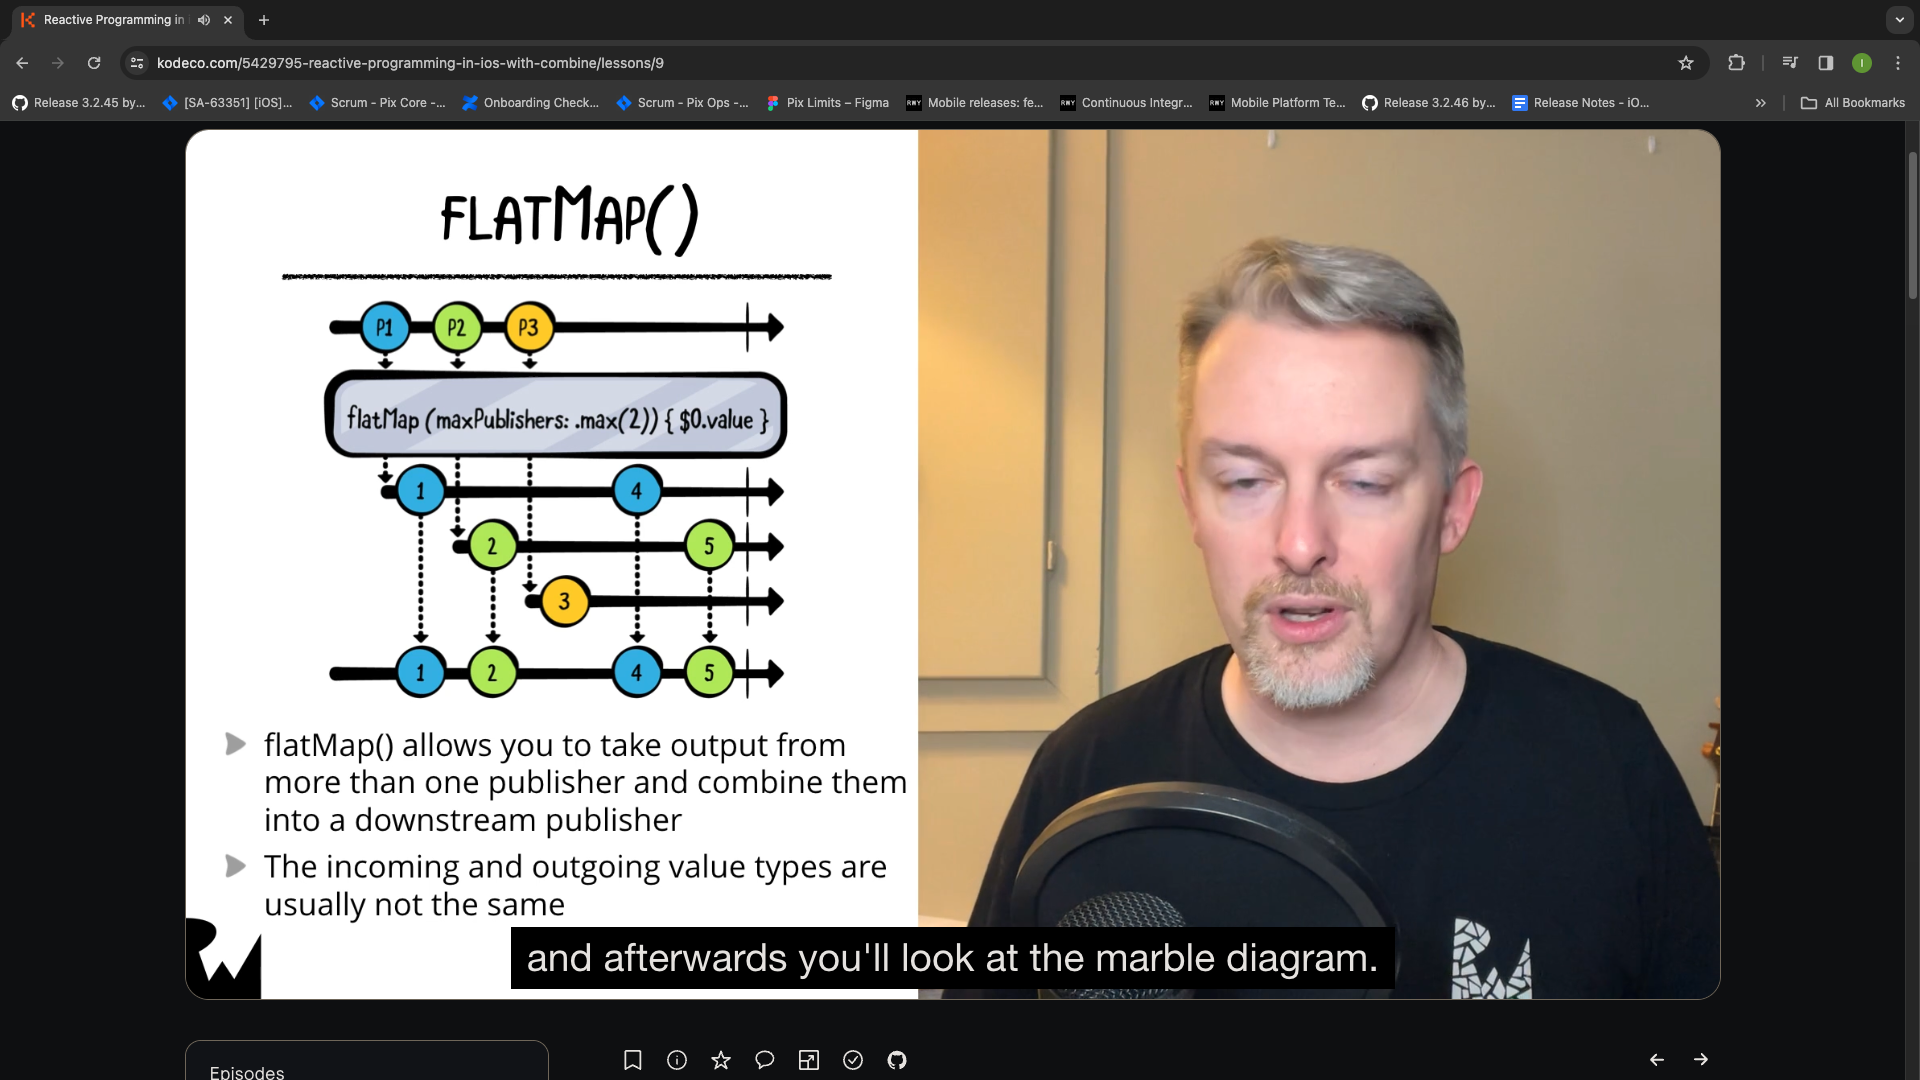 Reactive Programming in
kodeco.com/5429795-reactive-programming-in-ios-with-combine/lessons/9
I
Release 3.2.45 by...
[SA-63351] [iOS]...
Scrum - Pix Core -...
Onboarding Check...
Scrum - Pix Ops -...
Pix Limits – Figma
Mobile releases: fe...
Continuous Integr...
Mobile Platform Te...
Release 3.2.46 by...
Release Notes - iO...
»
All Bookmarks
FLATMAP()
P1 P2 P3
flatMap (maxPublishers: .max(2)) { $0.value }
1 4
2 5
3
1 2 4 5
flatMap() allows you to take output from
more than one publisher and combine them
into a downstream publisher
The incoming and outgoing value types are
usually not the same
and afterwards you'll look at the marble diagram.
Episodes